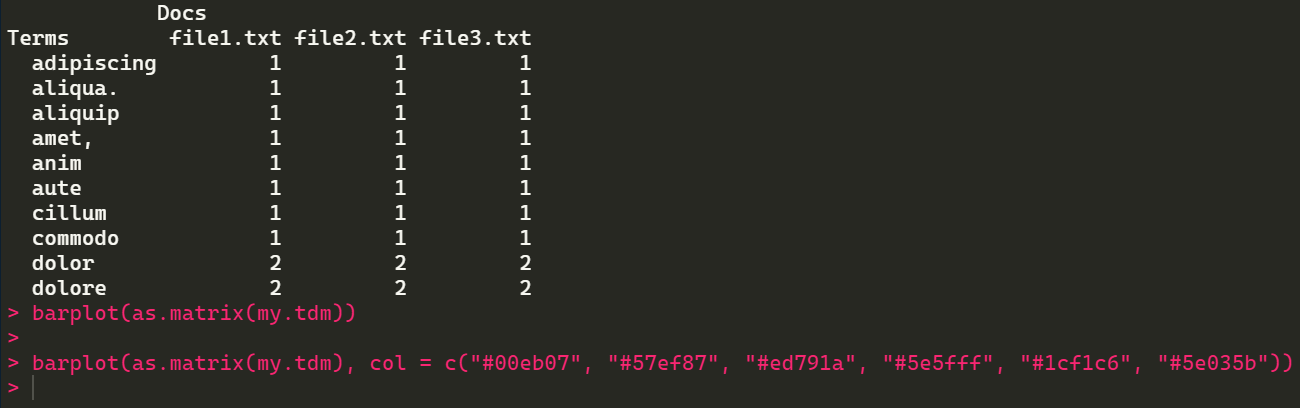 Docs
Terms file1.txt file2.txt file3.txt
adipiscing 1 1 1
aliqua. 1 1 1
aliquip 1 1 1
amet, 1 1 1
anim 1 1 1
aute 1 1 1
cillum 1 1 1
commodo 1 1 1
dolor 2 2 2
dolore 2 2 2
> barplot(as.matrix(my.tdm))
>
> barplot(as.matrix(my.tdm), col = c("#00eb07", "#57ef87", "#ed791a", "#5e5fff", "#1cf1c6", "#5e035b"))
>